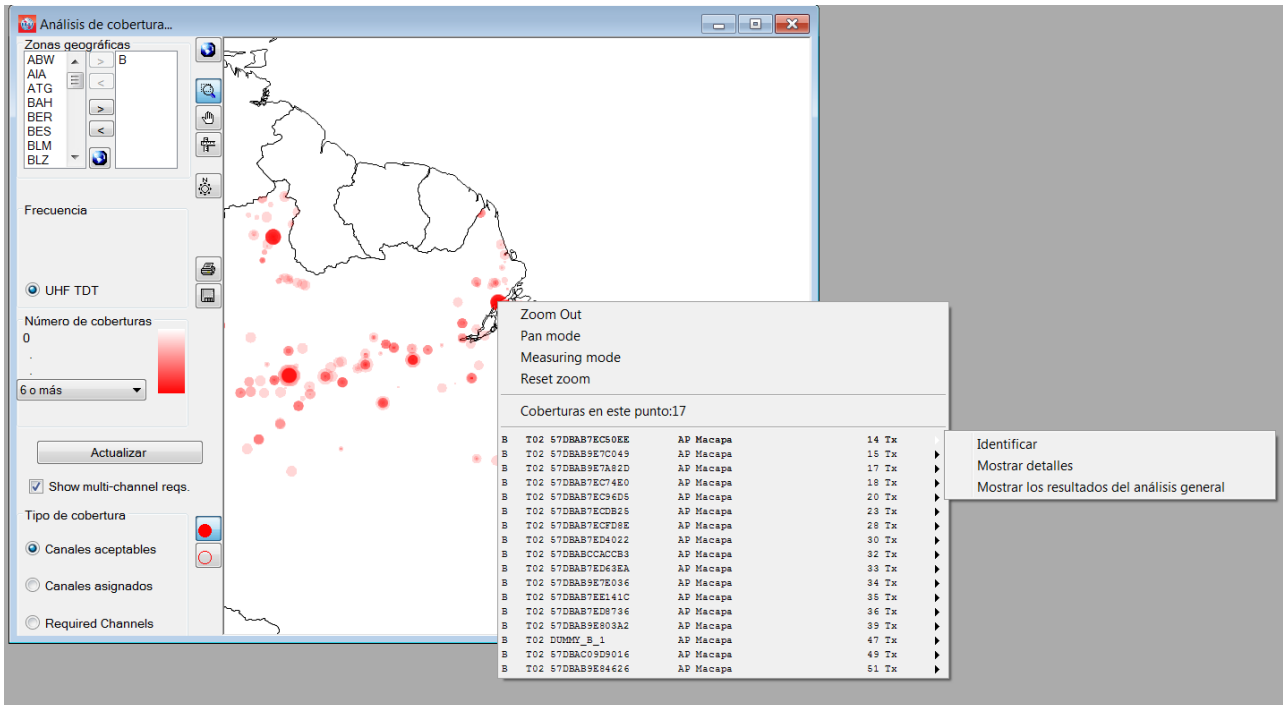 Análisis de cobertura...
Zonas geográficas
ABW
AIA
ATG
BAH
BER
BES
BLM
BLZ
>
<
>
<
B
N
Frecuencia
UHF TDT
Número de coberturas
0
.
.
6 o más
Actualizar
Show multi-channel reqs.
Tipo de cobertura
Canales aceptables
Canales asignados
Required Channels
Zoom Out
Pan mode
Measuring mode
Reset zoom
Coberturas en este punto:17
B T02 57DBAB7EC50EE AP Macapa 14 Tx
B T02 57DBAB9E7C049 AP Macapa 15 Tx
B T02 57DBAB9E7A82D AP Macapa 17 Tx
B T02 57DBAB7EC74E0 AP Macapa 18 Tx
B T02 57DBAB7EC96D5 AP Macapa 20 Tx
B T02 57DBAB7ECDB25 AP Macapa 23 Tx
B T02 57DBAB7ECFD8E AP Macapa 28 Tx
B T02 57DBAB7ED4022 AP Macapa 30 Tx
B T02 57DBABCCACCB3 AP Macapa 32 Tx
B T02 57DBAB7ED63EA AP Macapa 33 Tx
B T02 57DBAB9E7E036 AP Macapa 34 Tx
B T02 57DBAB7EE141C AP Macapa 35 Tx
B T02 57DBAB7ED8736 AP Macapa 36 Tx
B T02 57DBAB9E803A2 AP Macapa 39 Tx
B T02 DUMMY_B_1 AP Macapa 47 Tx
B T02 57DBAC09D9016 AP Macapa 49 Tx
B T02 57DBAB9E84626 AP Macapa 51 Tx
Identificar
Mostrar detalles
Mostrar los resultados del análisis general